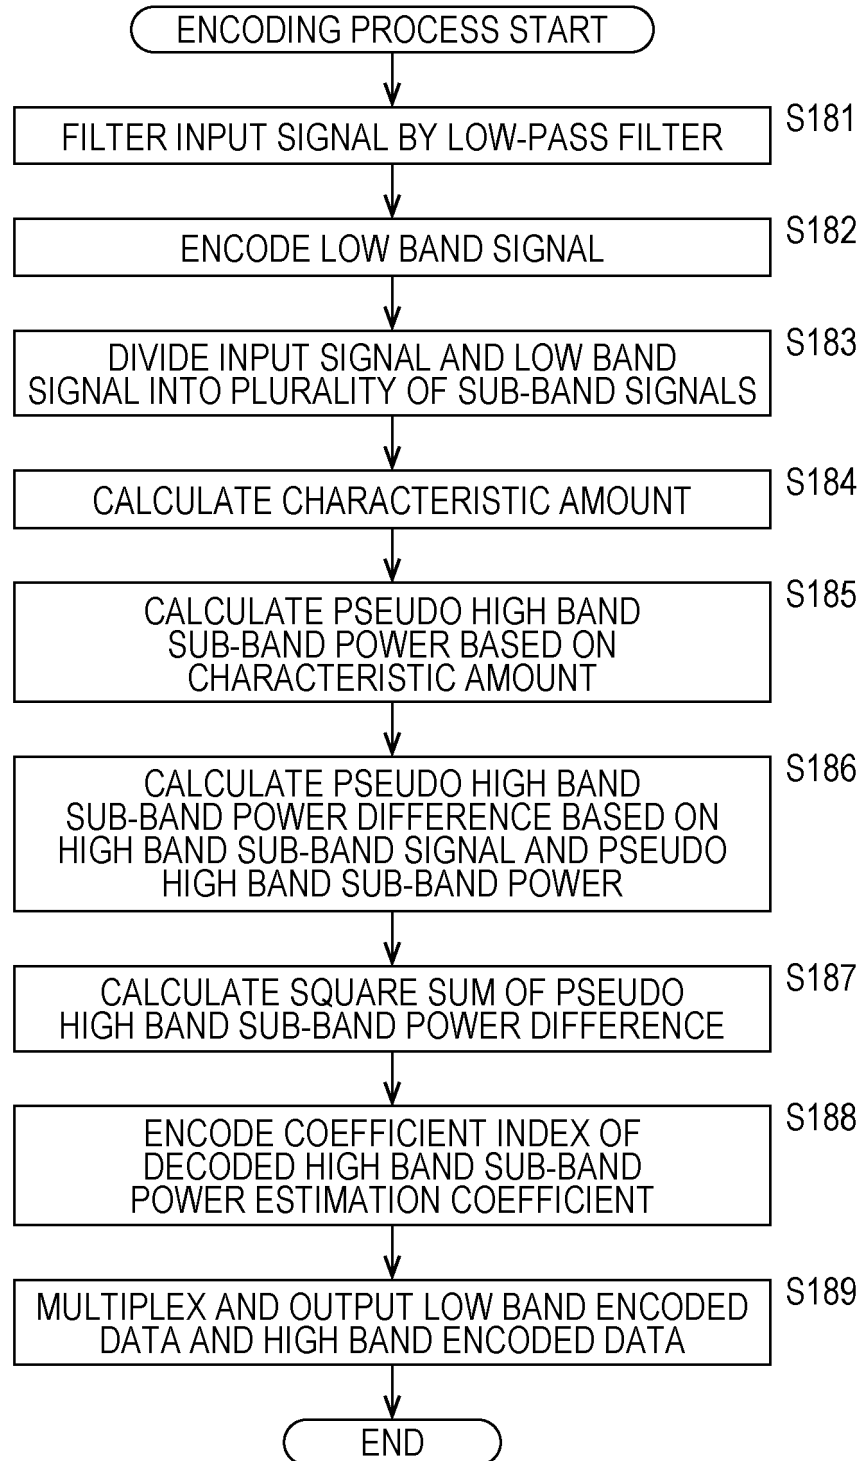 ENCODING PROCESS START
FILTER INPUT SIGNAL BY LOW-PASS FILTER
S181
ENCODE LOW BAND SIGNAL
S182
DIVIDE INPUT SIGNAL AND LOW BAND
SIGNAL INTO PLURALITY OF SUB-BAND SIGNALS
S183
CALCULATE CHARACTERISTIC AMOUNT
S184
CALCULATE PSEUDO HIGH BAND
SUB-BAND POWER BASED ON
CHARACTERISTIC AMOUNT
S185
CALCULATE PSEUDO HIGH BAND
SUB-BAND POWER DIFFERENCE BASED ON
HIGH BAND SUB-BAND SIGNAL AND PSEUDO
HIGH BAND SUB-BAND POWER
S186
CALCULATE SQUARE SUM OF PSEUDO
HIGH BAND SUB-BAND POWER DIFFERENCE
S187
ENCODE COEFFICIENT INDEX OF
DECODED HIGH BAND SUB-BAND
POWER ESTIMATION COEFFICIENT
S188
MULTIPLEX AND OUTPUT LOW BAND ENCODED
DATA AND HIGH BAND ENCODED DATA
S189
END